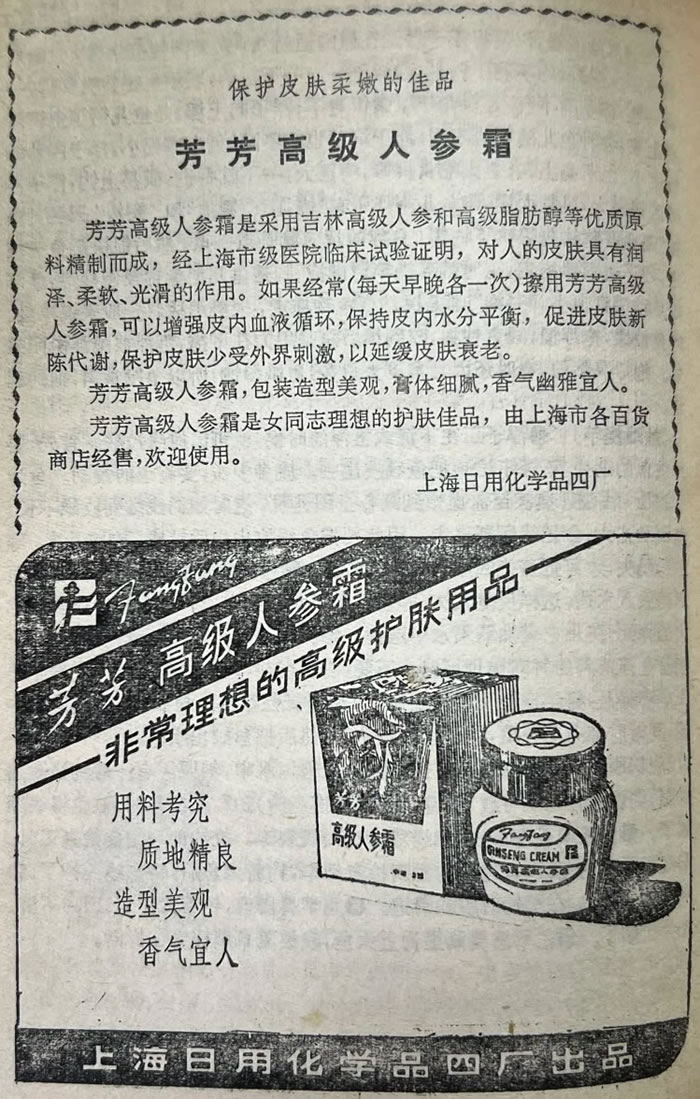 保护皮肤柔嫩的佳品
芳芳高级人参霜
芳芳高级人参霜是采用吉林高级人参和高级脂肪醇等优质原
料精制而成，经上海市级医院临床试验证明，对人的皮肤具有润
泽、柔软、光滑的作用。如果经常(每天早晚各一次)擦用芳芳高级
人参霜，可以增强皮内血液循环，保持皮内水分平衡，促进皮肤新
陈代谢，保护皮肤少受外界刺激，以延缓皮肤衰老。
芳芳高级人参霜，包装造型美观，膏体细腻，香气幽雅宜人。
芳芳高级人参霜是女同志理想的护肤佳品，由上海市各百货
商店经售，欢迎使用。
上海日用化学品四厂
Fangfang
芳芳 高级人参霜
非常理想的高级护肤用品
用料考究
质地精良
造型美观
香气宜人
芳芳
高级人参霜
Fangfang
GINSENG CREAM
上海日用化学品四厂出品